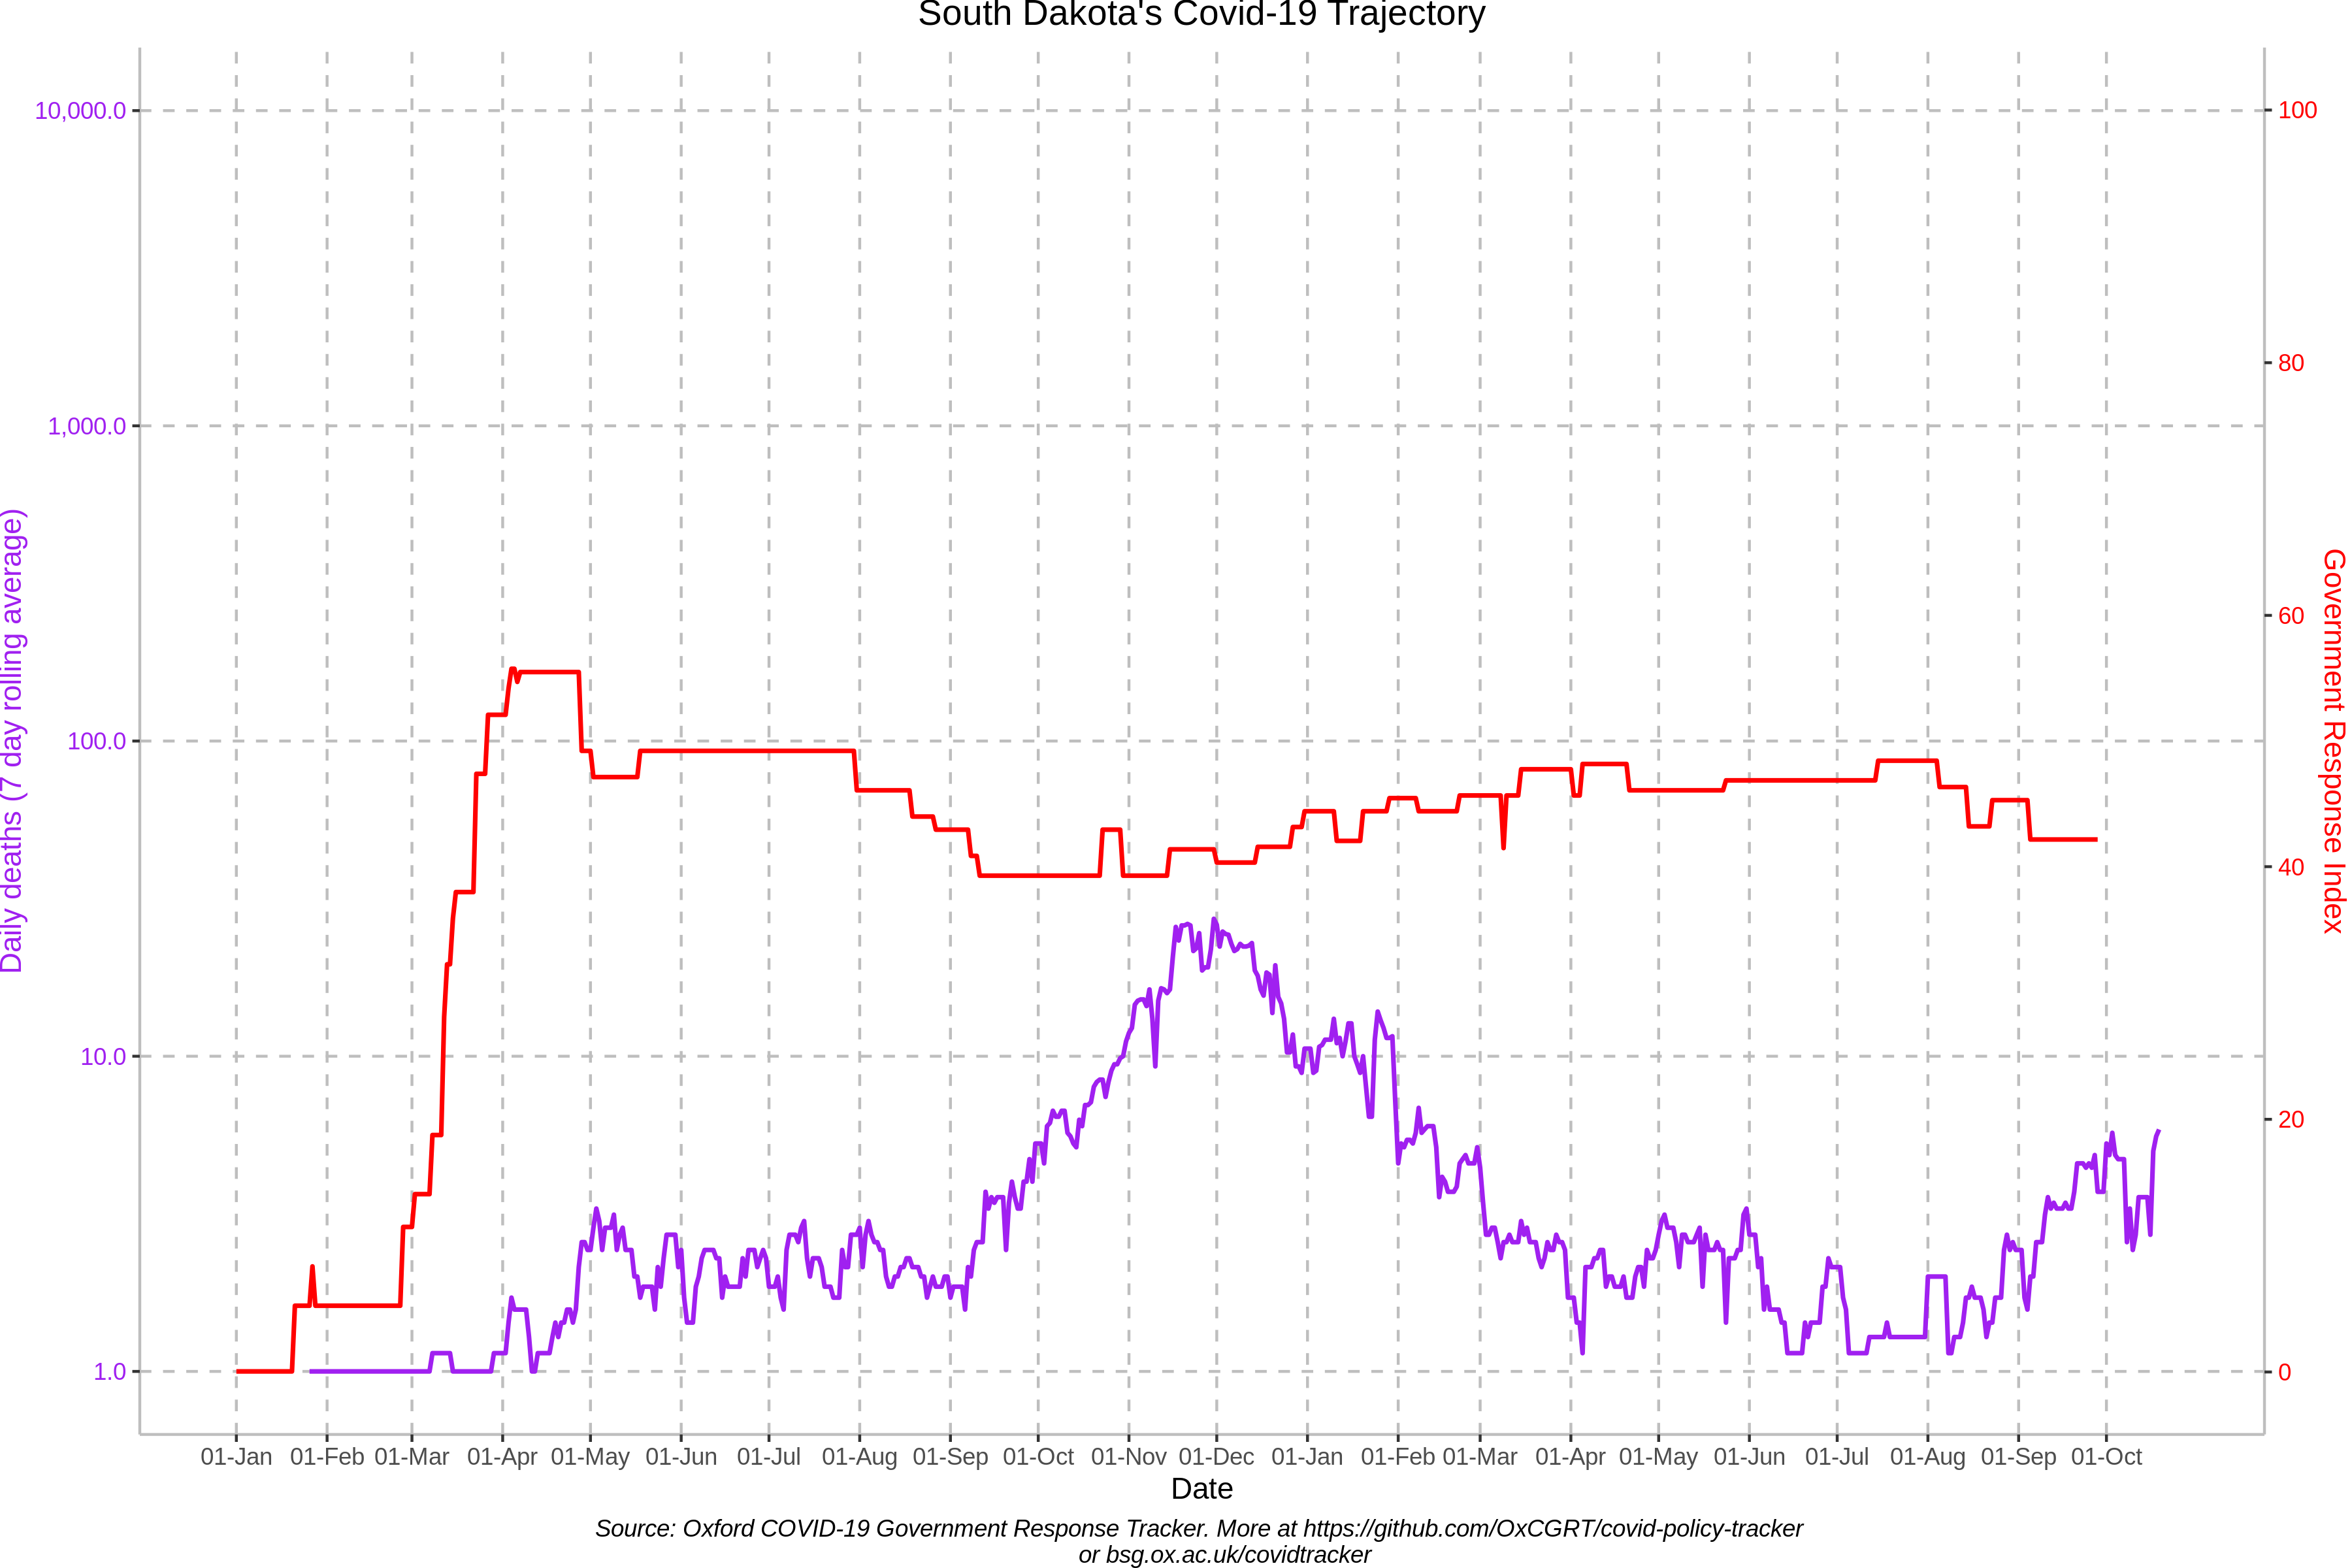 South Dakota's Covid-19 Trajectory
10,000.0
1,000.0
100.0
10.0
1.0
Daily deaths (7 day rolling average)
100
80
60
40
20
0
Government Response Index
01-Jan 01-Feb 01-Mar 01-Apr 01-May 01-Jun 01-Jul 01-Aug 01-Sep 01-Oct 01-Nov 01-Dec 01-Jan 01-Feb 01-Mar 01-Apr 01-May 01-Jun 01-Jul 01-Aug 01-Sep 01-Oct
Date
Source: Oxford COVID-19 Government Response Tracker. More at https://github.com/OxCGRT/covid-policy-tracker
or bsg.ox.ac.uk/covidtracker